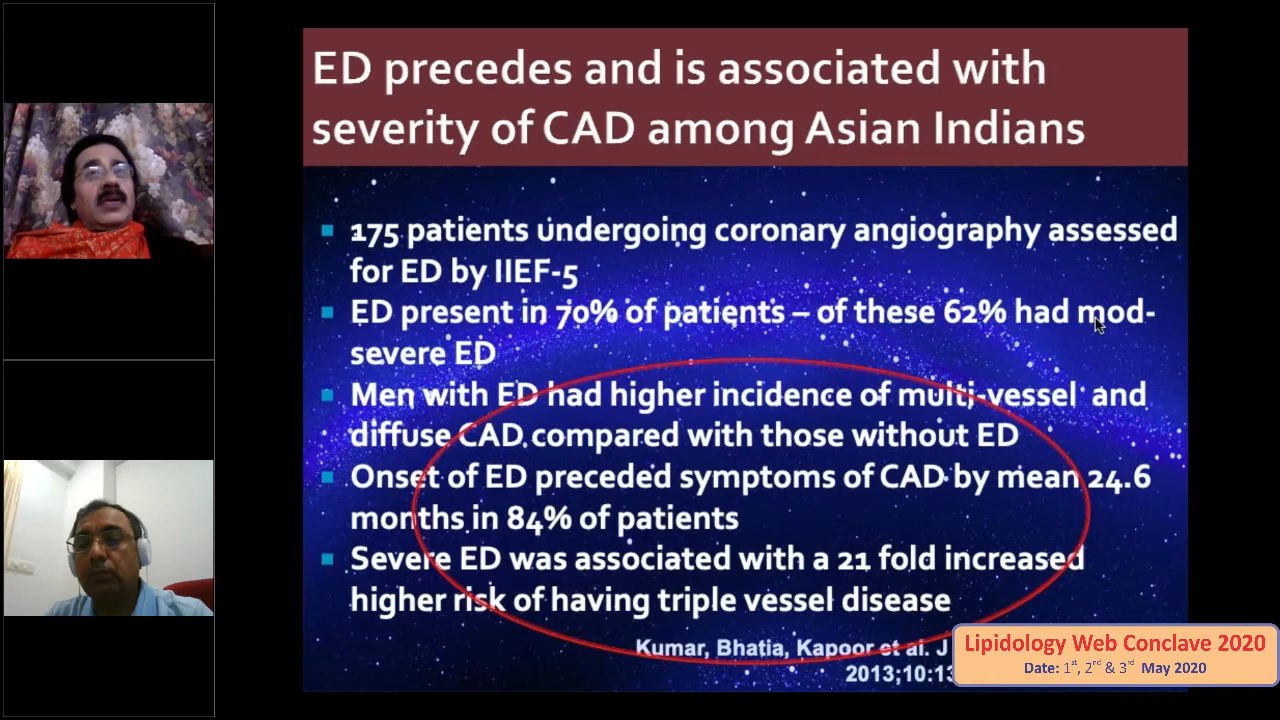 ED precedes and is associated with
severity of CAD among Asian Indians
175 patients undergoing coronary angiography assessed
for ED by IIEF-5
ED present in 70% of patients – of these 62% had mod-
severe ED
Men with ED had higher incidence of multi-vessel and
diffuse CAD compared with those without ED
Onset of ED preceded symptoms of CAD by mean 24.6
months in 84% of patients
Severe ED was associated with a 21 fold increased
higher risk of having triple vessel disease
Kumar, Bhatia, Kapoor et al. J
2013;10:13
Lipidology Web Conclave 2020
Date: 1st, 2nd & 3rd May 2020